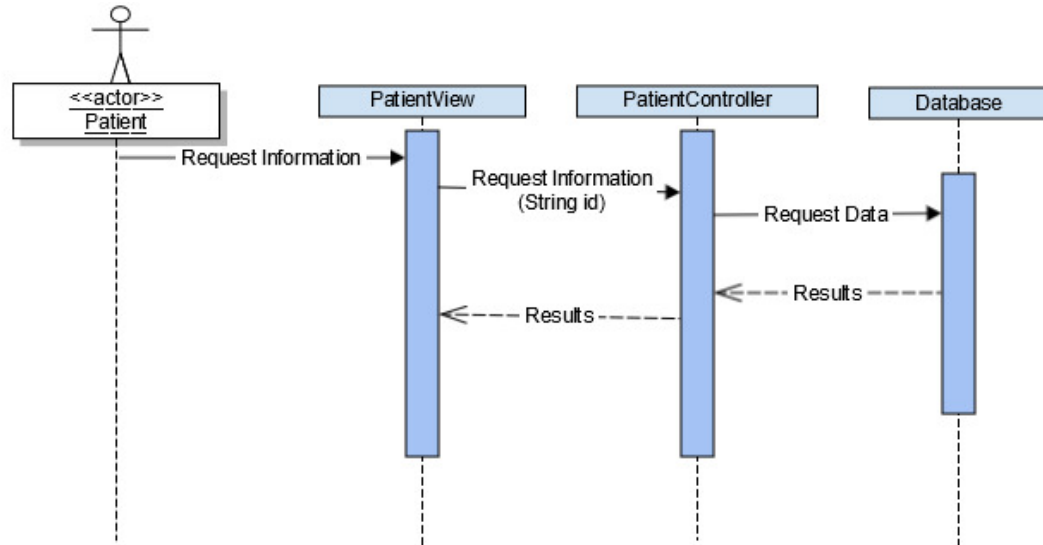 <<actor>>
Patient
PatientView
PatientController
Database
Request Information
Request Information
(String id)
Request Data
Results
Results